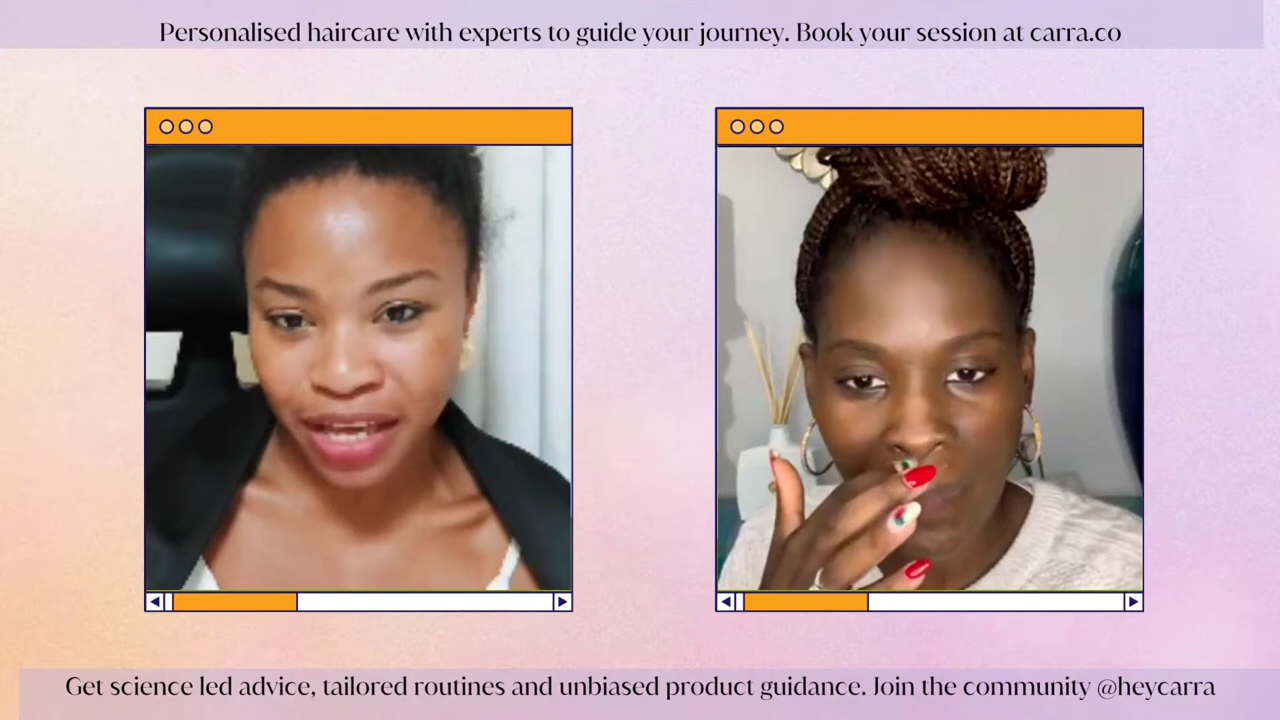 Personalised haircare with experts to guide your journey. Book your session at carra.co
Get science led advice, tailored routines and unbiased product guidance. Join the community @heycarra